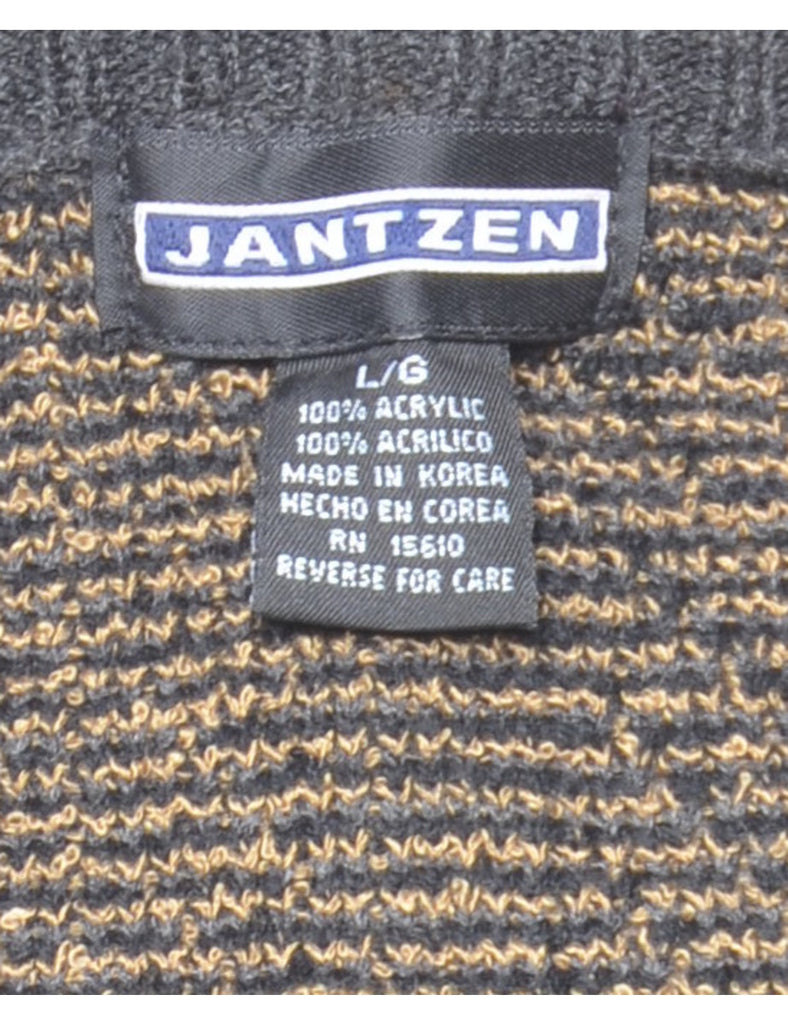 JANTZEN
L/G
100% ACRYLIC
100% ACRILICO
MADE IN KOREA
HECHO EN COREA
RN 15610
REVERSE FOR CARE